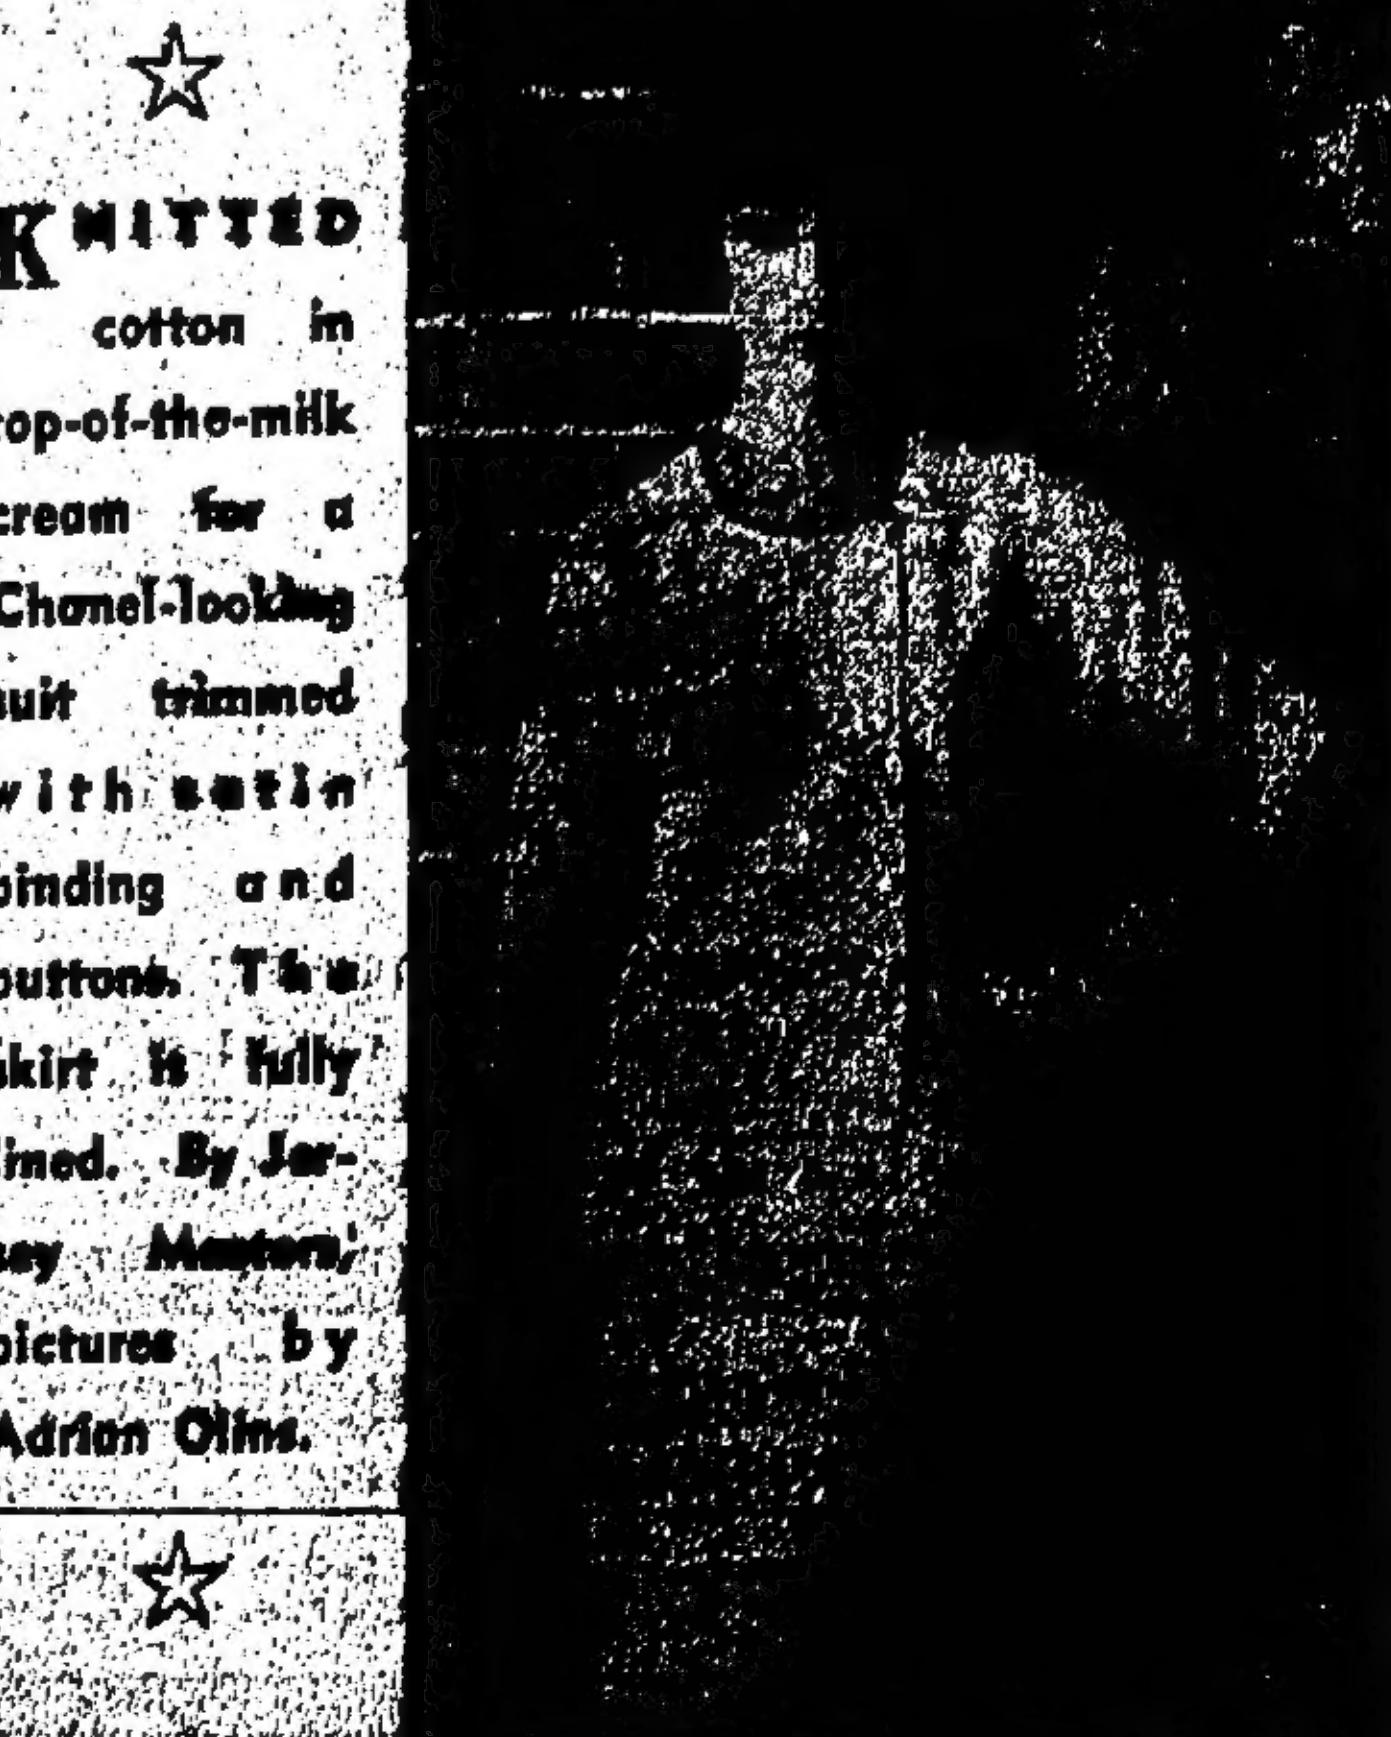 KNITTED
cotton in
top-of-the-milk
cream for a
Chanel-looking
suit trimmed
with satin
binding and
buttons. The
skirt is fully
lined. By Jer-
sey Masters,
pictures by
Adrian Olins.